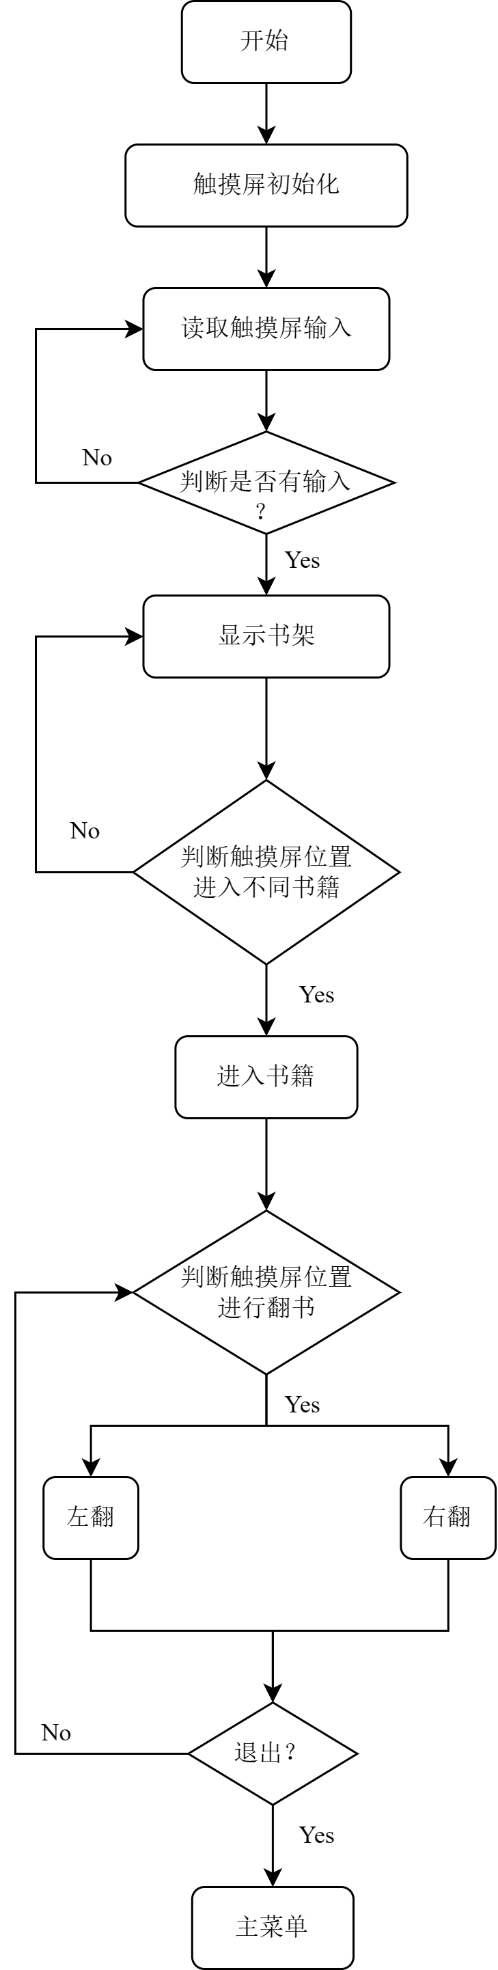 开始
触摸屏初始化
读取触摸屏输入
No
判断是否有输入
？
Yes
显示书架
No
判断触摸屏位置
进入不同书籍
Yes
进入书籍
判断触摸屏位置
进行翻书
Yes
左翻
右翻
No
退出？
Yes
主菜单